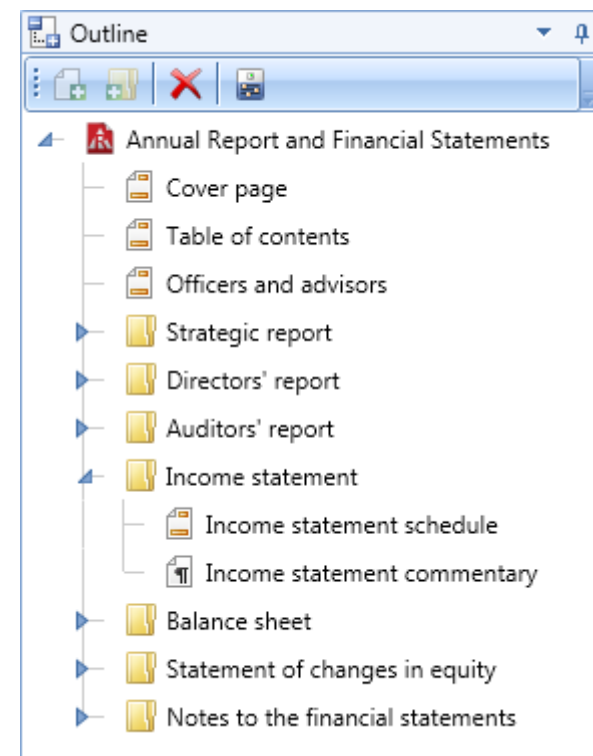 Outline
Annual Report and Financial Statements
Cover page
Table of contents
Officers and advisors
Strategic report
Directors' report
Auditors' report
Income statement
Income statement schedule
Income statement commentary
Balance sheet
Statement of changes in equity
Notes to the financial statements